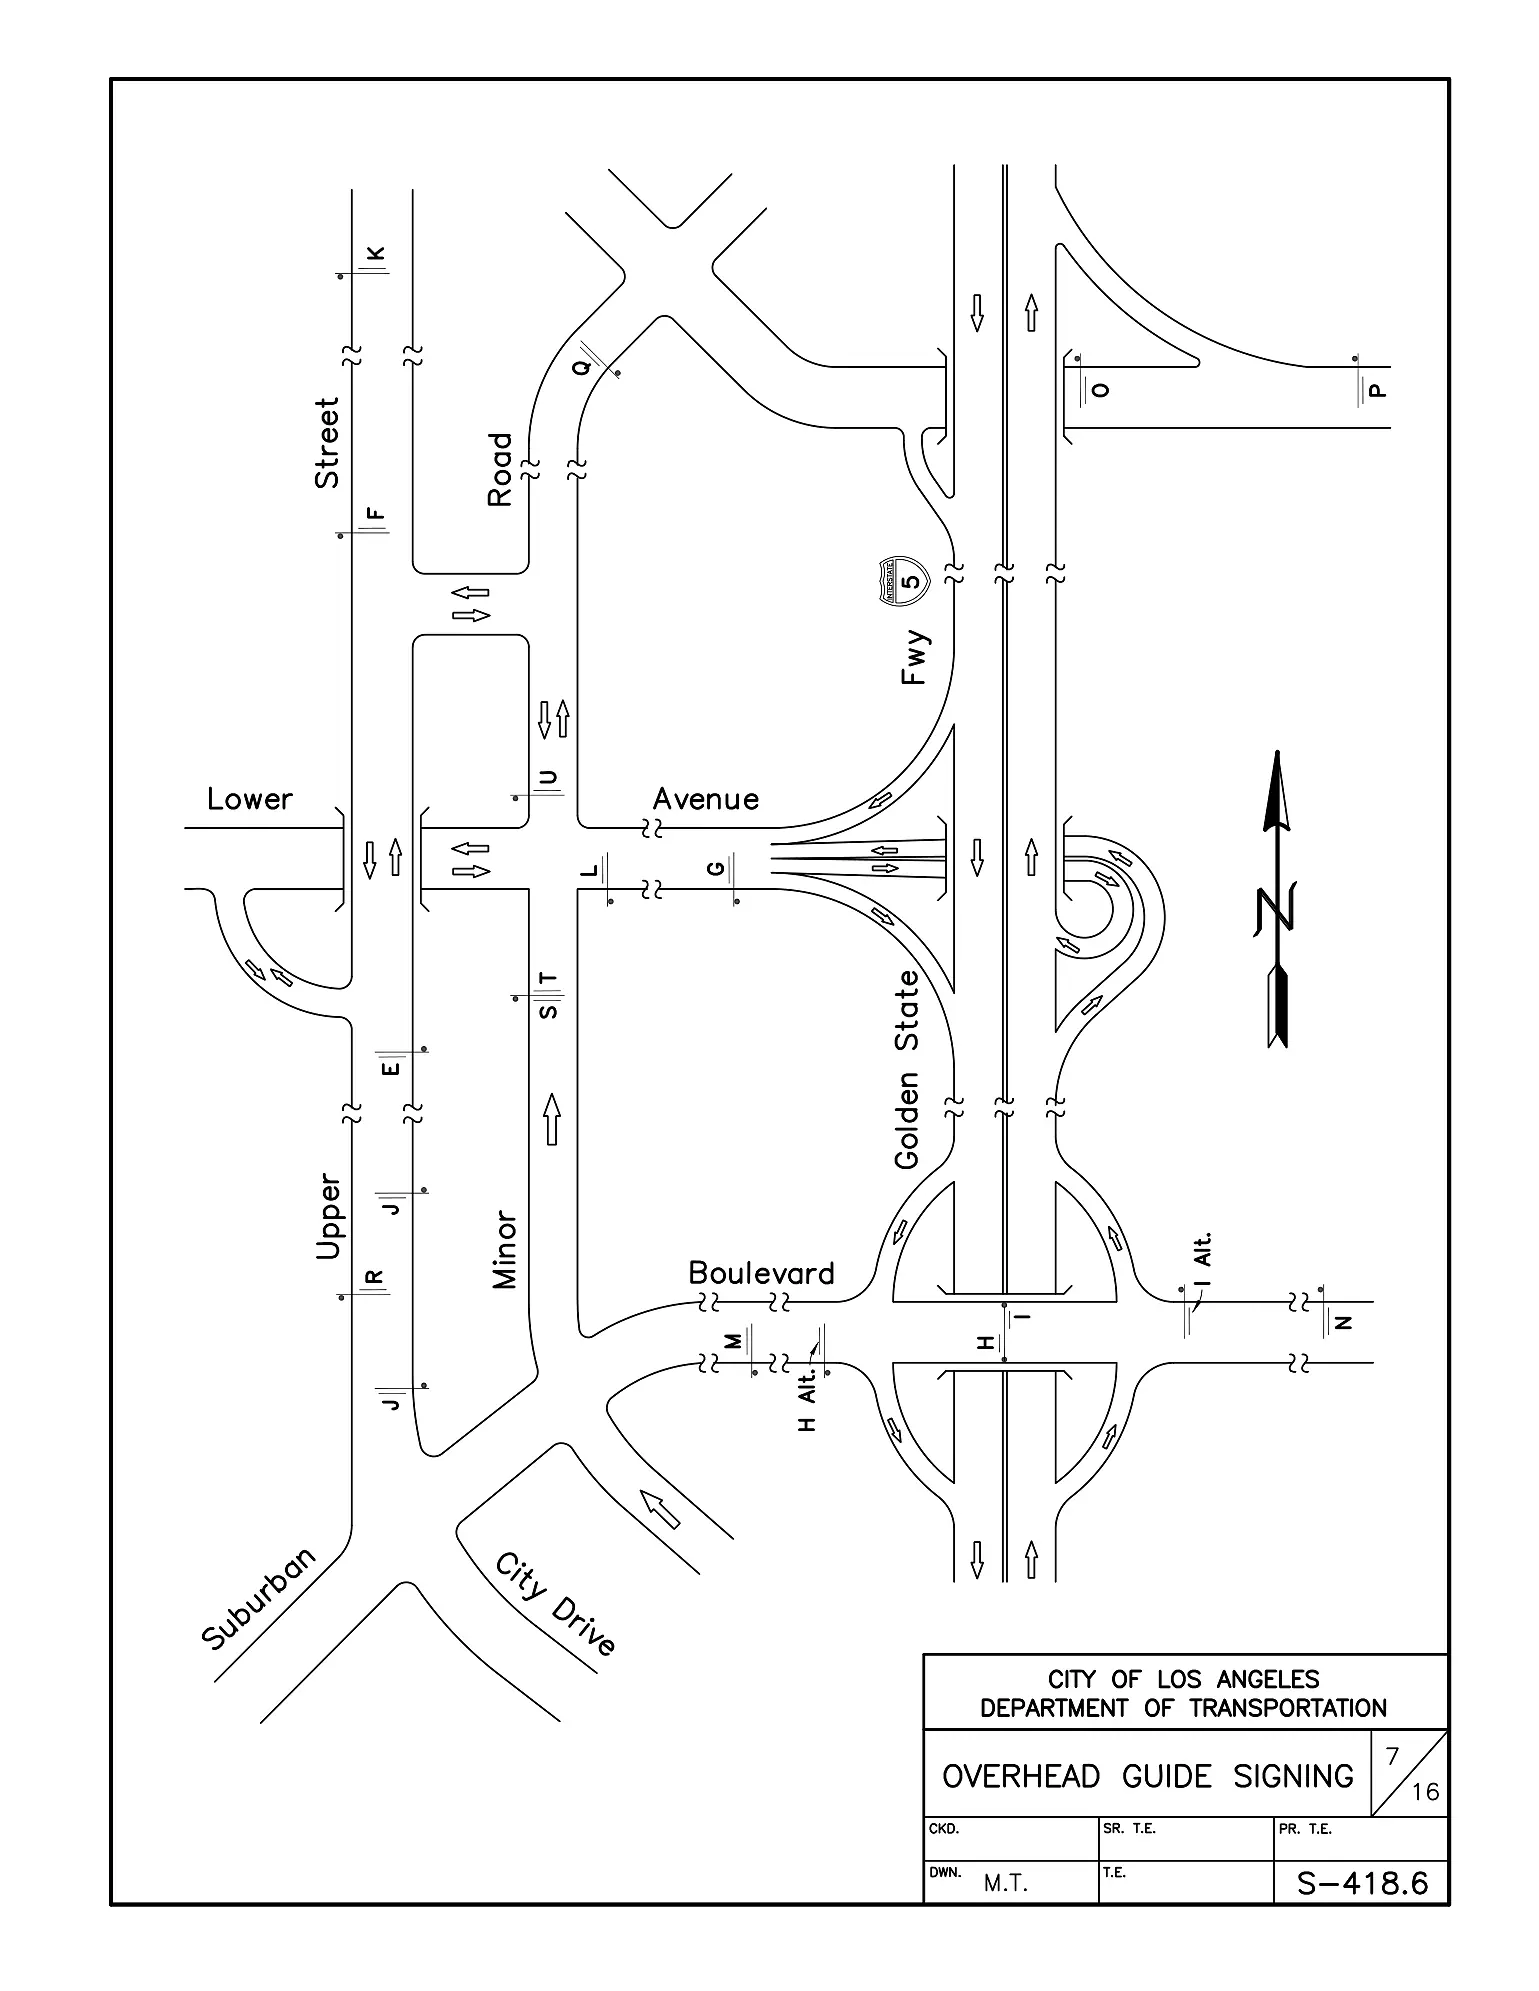 K
Street
Q
O
P
Road
F
INTERSTATE
5
Fwy
U
Lower
Avenue
L
G
S
T
E
Golden State
N
Upper
J
R
Minor
Boulevard
I Alt.
M
H
I
N
J
H Alt.
Suburban
City Drive
CITY OF LOS ANGELES
DEPARTMENT OF TRANSPORTATION
OVERHEAD GUIDE SIGNING
7/16
CKD.
SR. T.E.
PR. T.E.
DWN. M.T.
T.E.
S-418.6